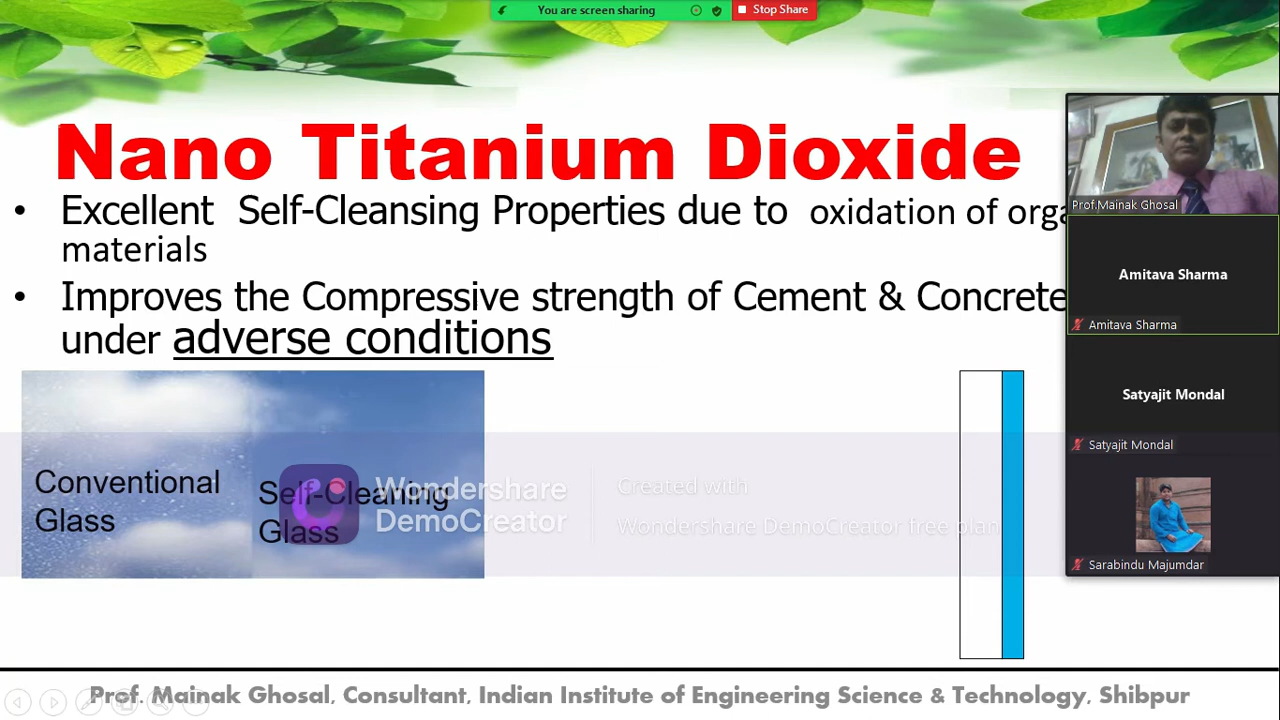 You are screen sharing
Stop Share
Nano Titanium Dioxide
• Excellent Self-Cleansing Properties due to oxidation of
materials
• Improves the Compressive strength of Cement & Concrete
under adverse conditions
Conventional
Glass
Self-Cleaning
Glass
Wondershare
DemoCreator
Created with
Wondershare DemoCreator free plan
Prof.Mainak Ghosal
Amitava Sharma
Amitava Sharma
Satyajit Mondal
Satyajit Mondal
Sarabindu Majumdar
Prof. Mainak Ghosal, Consultant, Indian Institute of Engineering Science & Technology, Shibpur